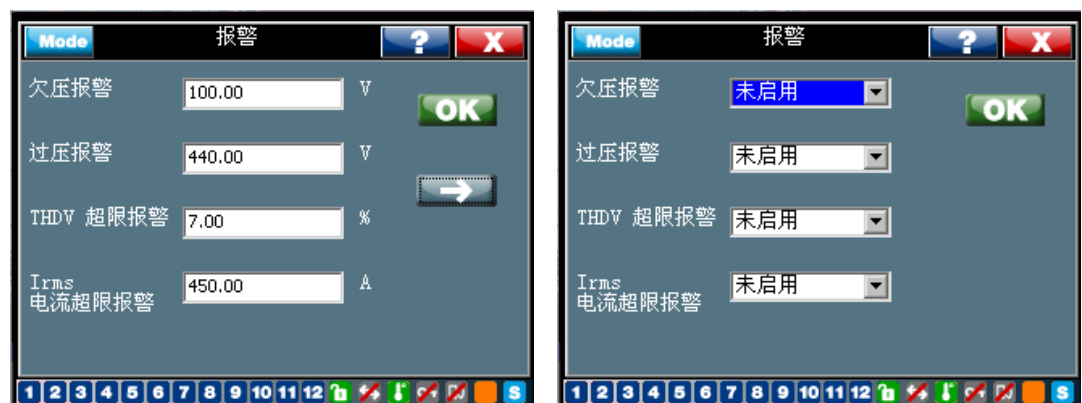 Mode 报警 ? X
欠压报警 100.00 V OK
过压报警 440.00 V
THDV 超限报警 7.00 %
Irms 450.00 A
电流超限报警
1 2 3 4 5 6 7 8 9 10 11 12 S
Mode 报警 ? X
欠压报警 未启用 OK
过压报警 未启用
THDV 超限报警 未启用
Irms 未启用
电流超限报警
1 2 3 4 5 6 7 8 9 10 11 12 S